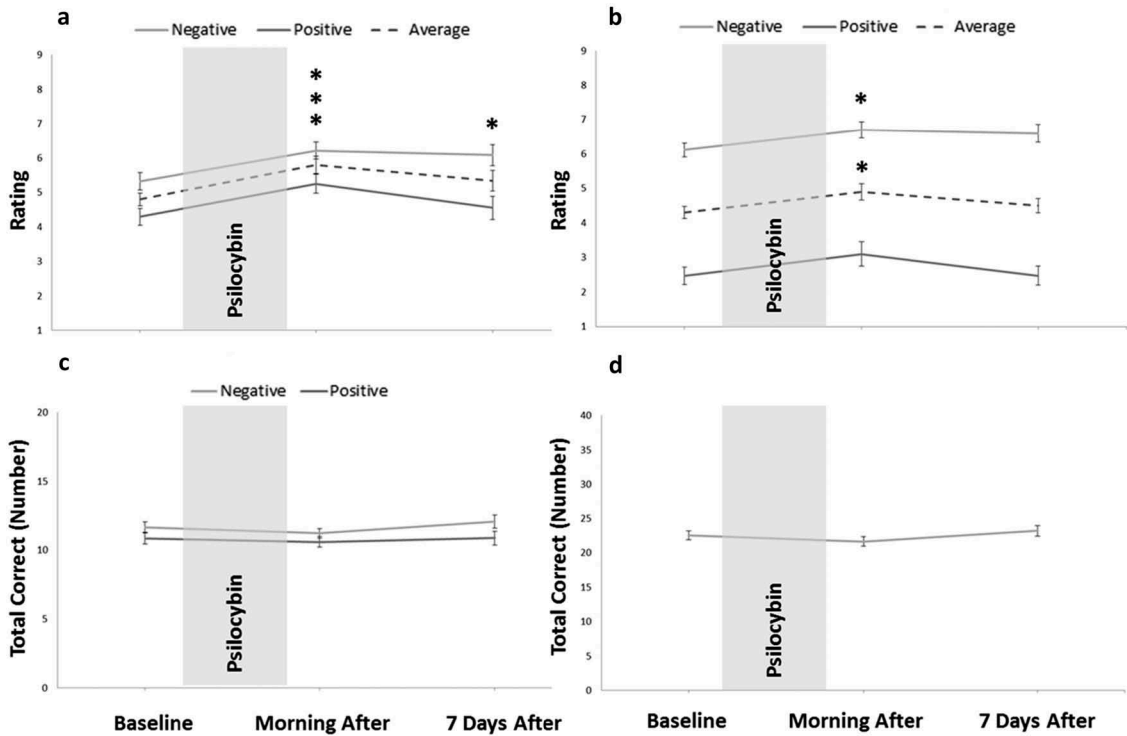 a
Negative Positive Average
9
8
7
6
5
4
3
2
1
Rating
Psilocybin
*
*
*
*
b
Negative Positive Average
9
8
7
6
5
4
3
2
1
Rating
Psilocybin
*
*
c
Negative Positive
20
15
10
5
0
Total Correct (Number)
Psilocybin
Baseline Morning After 7 Days After
d
40
35
30
25
20
15
10
5
0
Total Correct (Number)
Psilocybin
Baseline Morning After 7 Days After